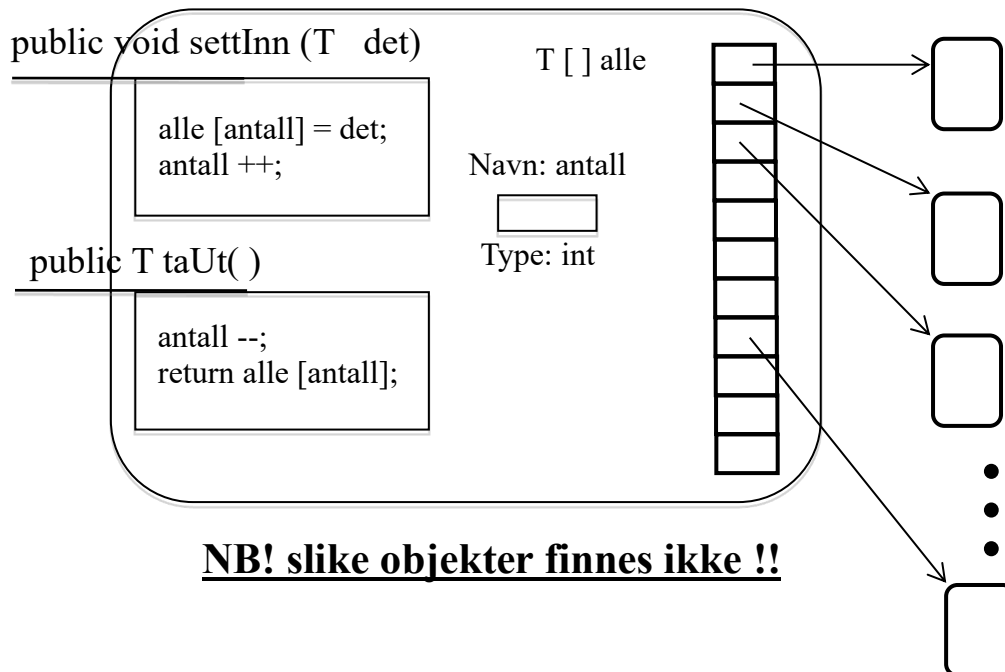 public void settInn (T det)
alle [antall] = det;
antall ++;
public T taUt( )
antall --;
return alle [antall];
T [ ] alle
Navn: antall
Type: int
NB! slike objekter finnes ikke !!